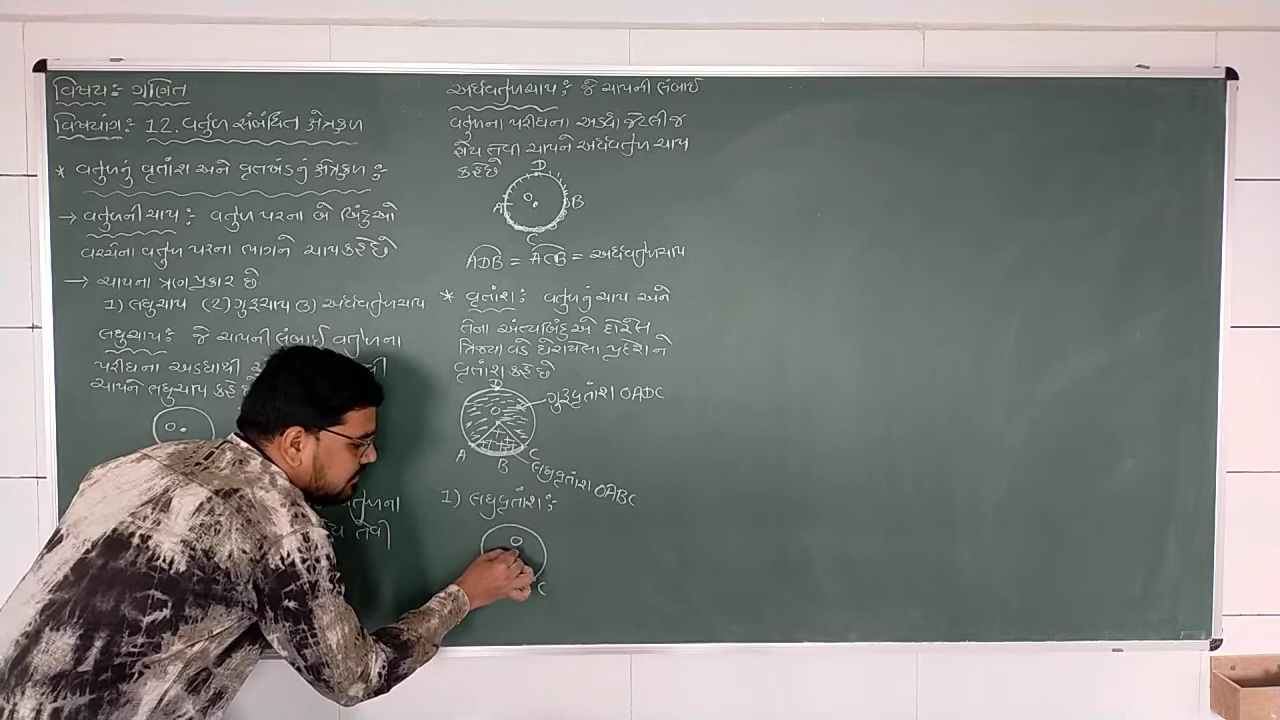 વિષય: ગણિત
વિષયાંગ: 12. વર્તુળ સંબંધિત ક્ષેત્રફળ
* વર્તુળનું વૃતાંશ અને વૃતખંડનું ક્ષેત્રફળ :-
→ વર્તુળની ચાપ : વર્તુળ પરના બે બિંદુઓ
વચ્ચેના વર્તુળ પરના ભાગને ચાપ કહે છે
→ ચાપના ત્રણ પ્રકાર છે.
1) લઘુચાપ (2) ગુરૂચાપ (3) અર્ધવર્તુળચાપ
લઘુચાપ : જે ચાપની લંબાઈ વર્તુળના
પરીઘના અડધાથી
ચાપને લઘુચાપ કહે છે
O
વર્તુળના
તેવી
અર્ધવર્તુળચાપ : જે ચાપની લંબાઈ
વર્તુળના પરીઘના અડધા જેટલી જ
હોય તેવી ચાપને અર્ધવર્તુળ ચાપ
કહે છે
D
A O B
C
ADB = ACB = અર્ધવર્તુળચાપ
* વૃતાંશ : વર્તુળનું ચાપ અને
તેના અંત્યબિંદુએ દોરેલ
ત્રિજ્યા વડે ઘેરાયેલા પ્રદેશને
વૃતાંશ કહે છે
D
O ગુરૂવૃતાંશ OADC
A B C
લઘુવૃતાંશ OABC
1) લઘુવૃતાંશ :-
O
C